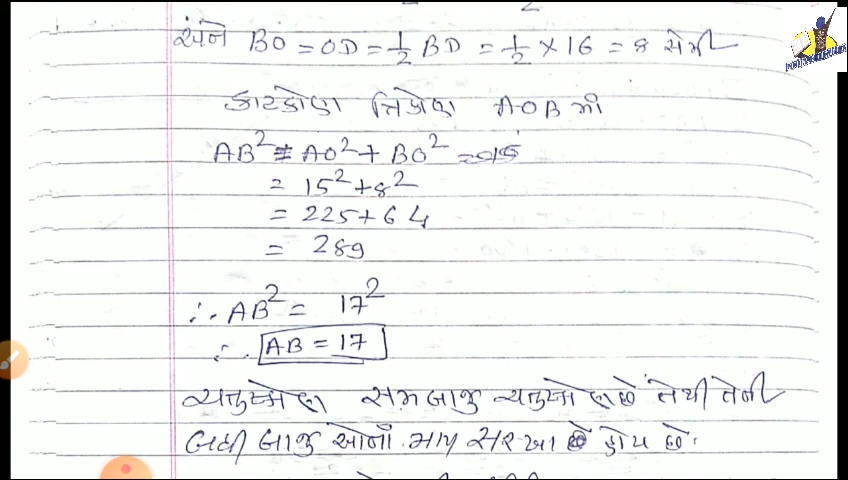 અને BO = OD = 1/2 BD = 1/2 × 16 = 8 સેમી
કાટકોણ ત્રિકોણ AOB માં
AB² = AO² + BO²
= 15² + 8²
= 225 + 64
= 289
∴ AB² = 17²
∴ AB = 17
ચતુષ્કોણ સમબાજુ ચતુષ્કોણ છે તેથી તેની
બધી બાજુઓનાં માપ સરખા હોય છે.